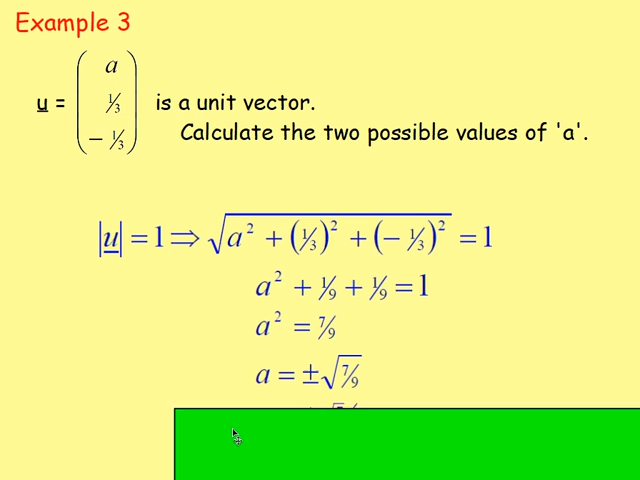 Example 3
u = ( a
⅓
− ⅓ ) is a unit vector.
Calculate the two possible values of 'a'.
|u| = 1 ⇒ √(a² + (⅓)² + (− ⅓)²) = 1
a² + 1/9 + 1/9 = 1
a² = 7/9
a = ±√(7/9)